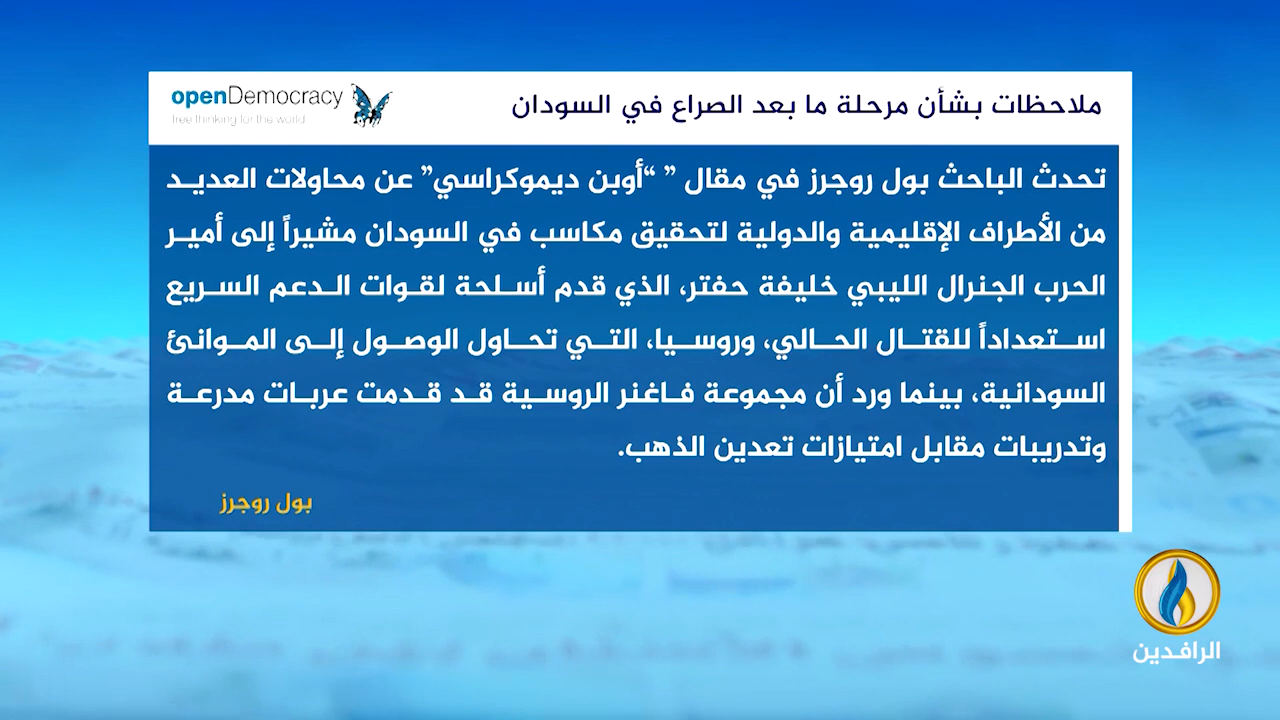 ملاحظات بشأن مرحلة ما بعد الصراع في السودان
openDemocracy
free thinking for the world
تحدث الباحث بول روجرز في مقال ” “أوبن ديموكراسي” عن محاولات العديد
من الأطراف الإقليمية والدولية لتحقيق مكاسب في السودان مشيراً إلى أمير
الحرب الجنرال الليبي خليفة حفتر، الذي قدم أسلحة لقوات الدعم السريع
استعداداً للقتال الحالي، وروسيا، التي تحاول الوصول إلى الموانئ
السودانية، بينما ورد أن مجموعة فاغنر الروسية قد قدمت عربات مدرعة
وتدريبات مقابل امتيازات تعدين الذهب.
بول روجرز
الرافدين